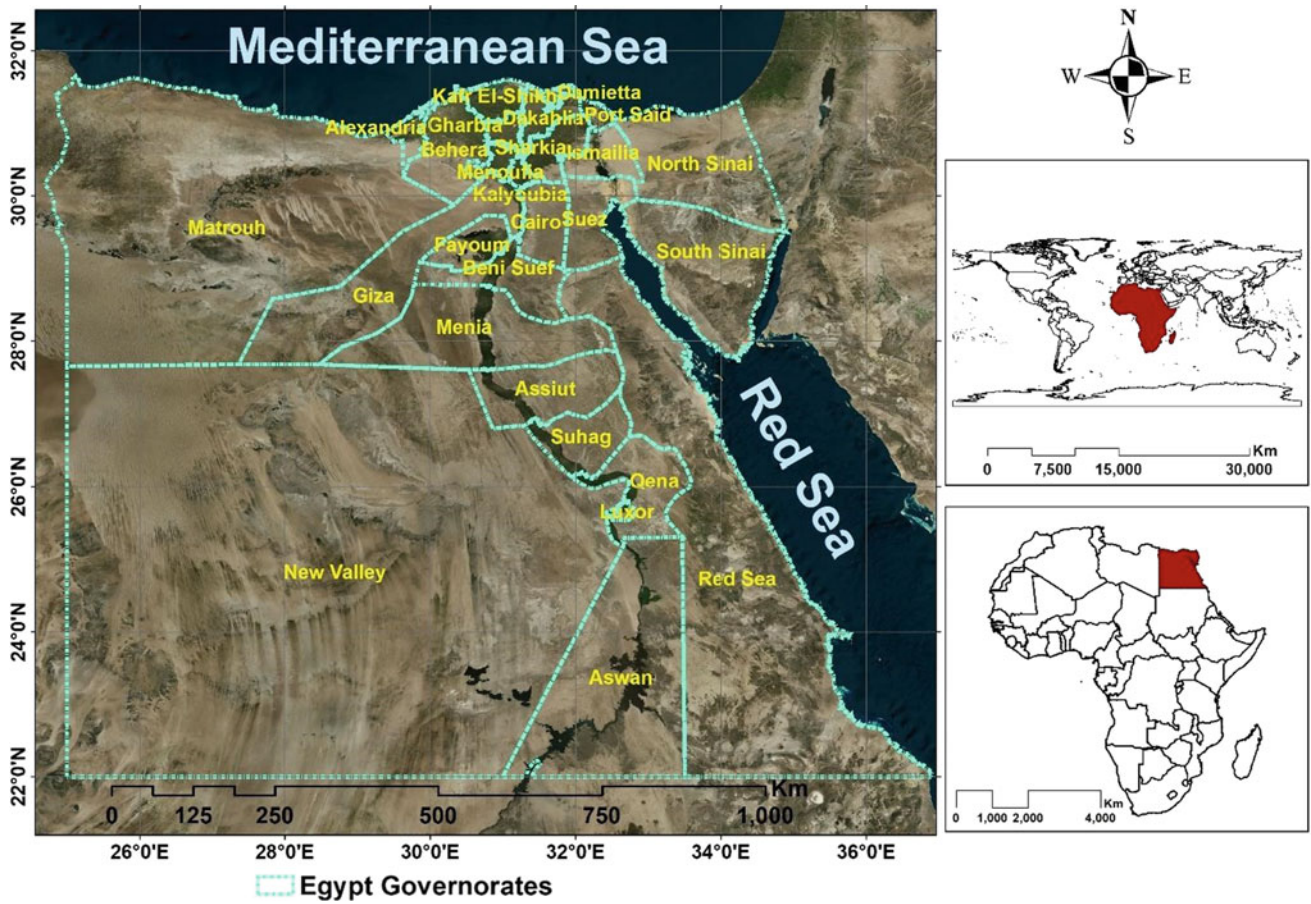 Mediterranean Sea
32°0'N
30°0'N
28°0'N
26°0'N
24°0'N
22°0'N
Kafr El-Shikh
Dumietta
Alexandria
Gharbia
Dakahlia
Port Said
Behera
Sharkia
Ismailia
North Sinai
Menoufia
Kalyoubia
Matrouh
Cairo
Suez
Fayoum
South Sinai
Beni Suef
Giza
Menia
Assiut
Red Sea
Suhag
Qena
Luxor
New Valley
Red Sea
Aswan
Km
0 125 250 500 750 1,000
26°0'E 28°0'E 30°0'E 32°0'E 34°0'E 36°0'E
Egypt Governorates
N
W E
S
Km
0 7,500 15,000 30,000
Km
0 1,000 2,000 4,000